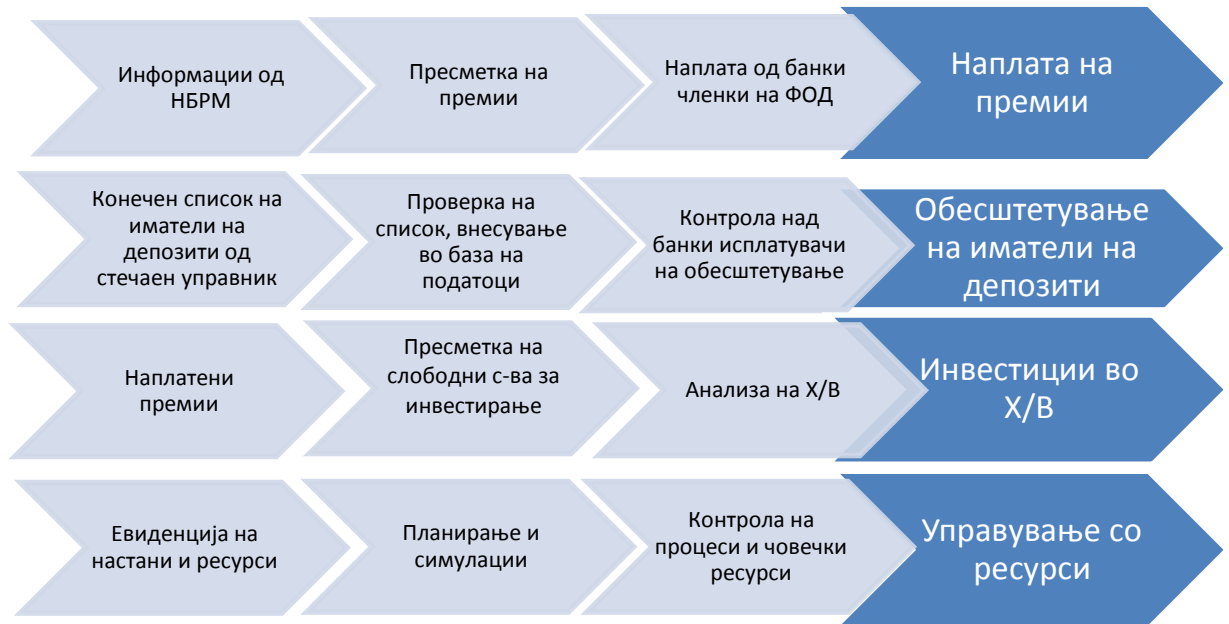 Информации од
НБРМ
Пресметка на
премии
Наплата од банки
членки на ФОД
Наплата на
премии
Конечен список на
иматели на
депозити од
стечаен управник
Проверка на
список, внесување
во база на
податоци
Контрола над
банки исплатувачи
на обесштетување
Обесштетување
на иматели на
депозити
Наплатени
премии
Пресметка на
слободни с-ва за
инвестирање
Анализа на Х/В
Инвестиции во
Х/В
Евиденција на
настани и ресурси
Планирање и
симулации
Контрола на
процеси и човечки
ресурси
Управување со
ресурси